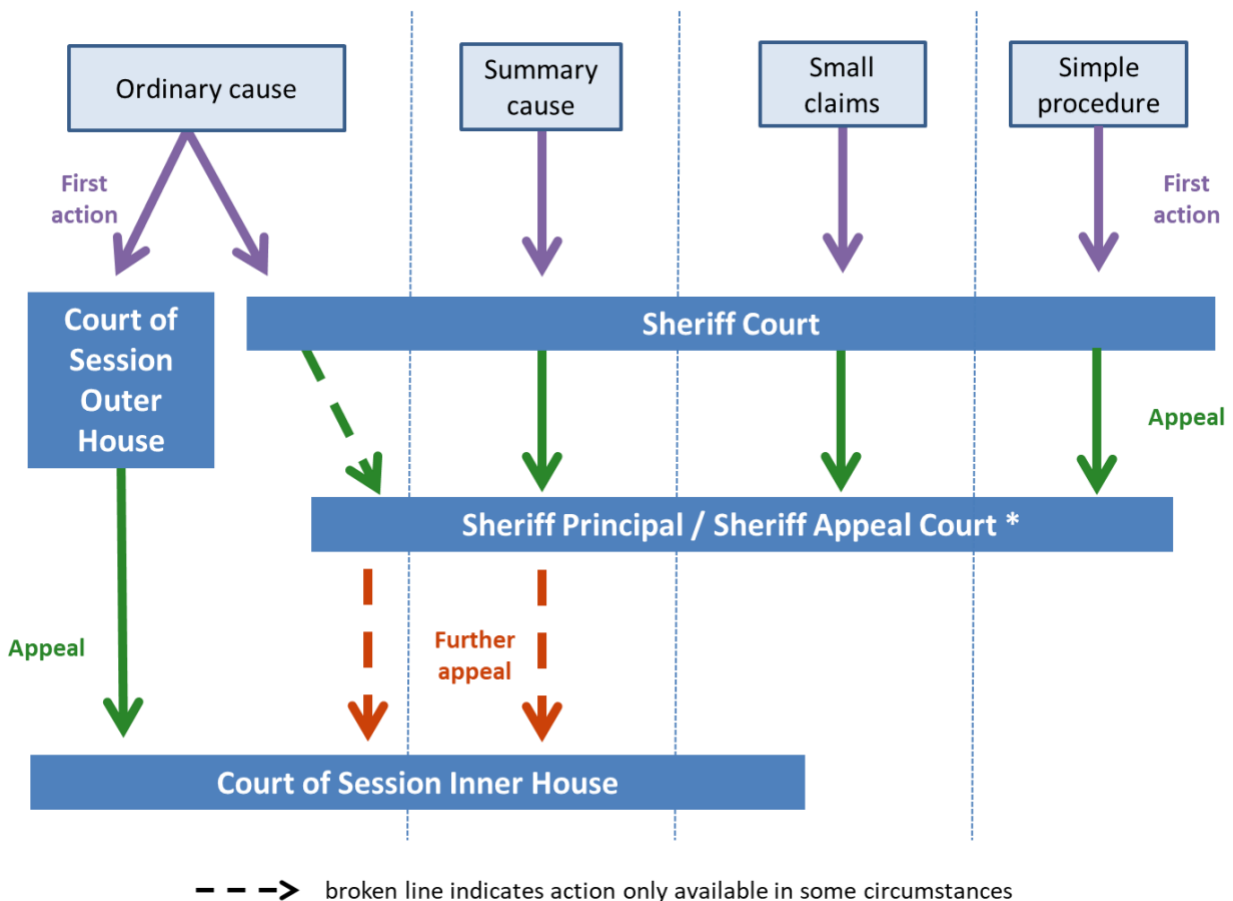 Ordinary cause
Summary
cause
Small
claims
Simple
procedure
First
action
First
action
Court of
Session
Outer
House
Sheriff Court
Appeal
Sheriff Principal / Sheriff Appeal Court *
Appeal
Further
appeal
Court of Session Inner House
broken line indicates action only available in some circumstances